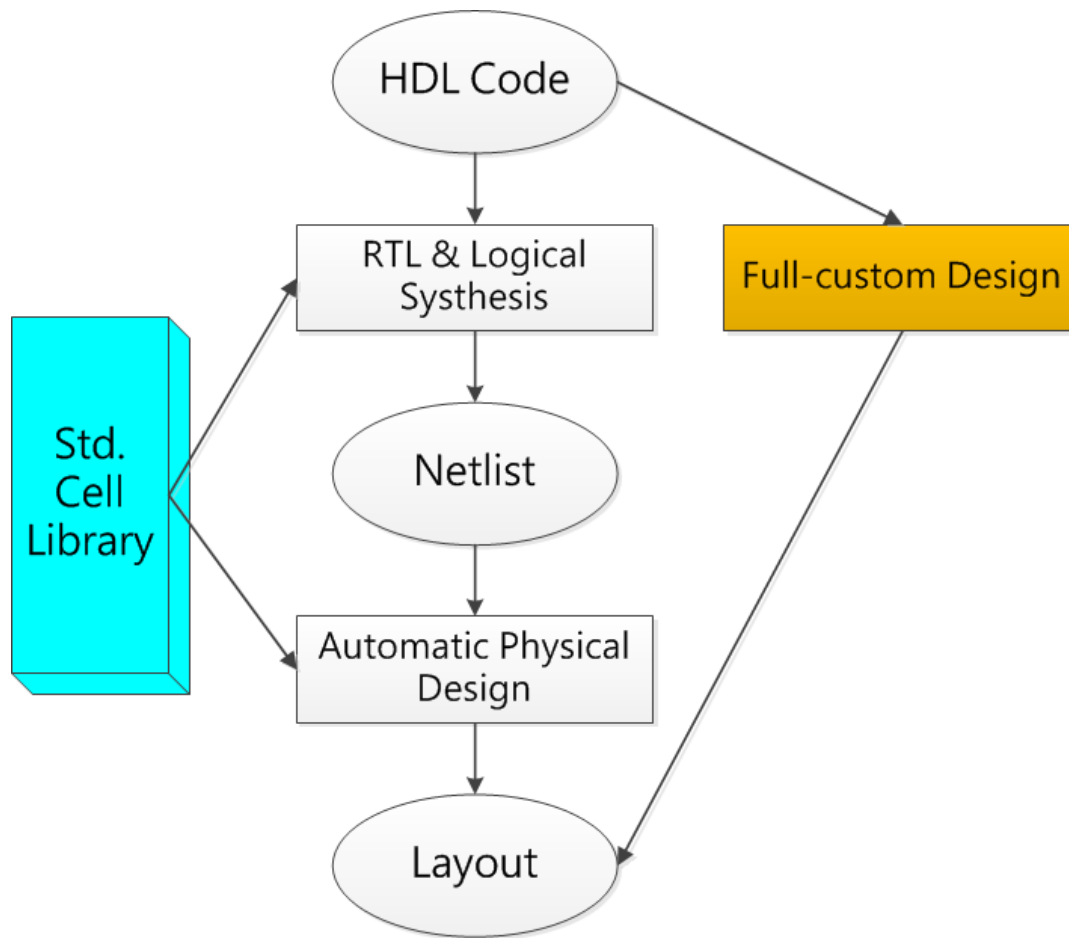 HDL Code
RTL & Logical
Systhesis
Full-custom Design
Std.
Cell
Library
Netlist
Automatic Physical
Design
Layout